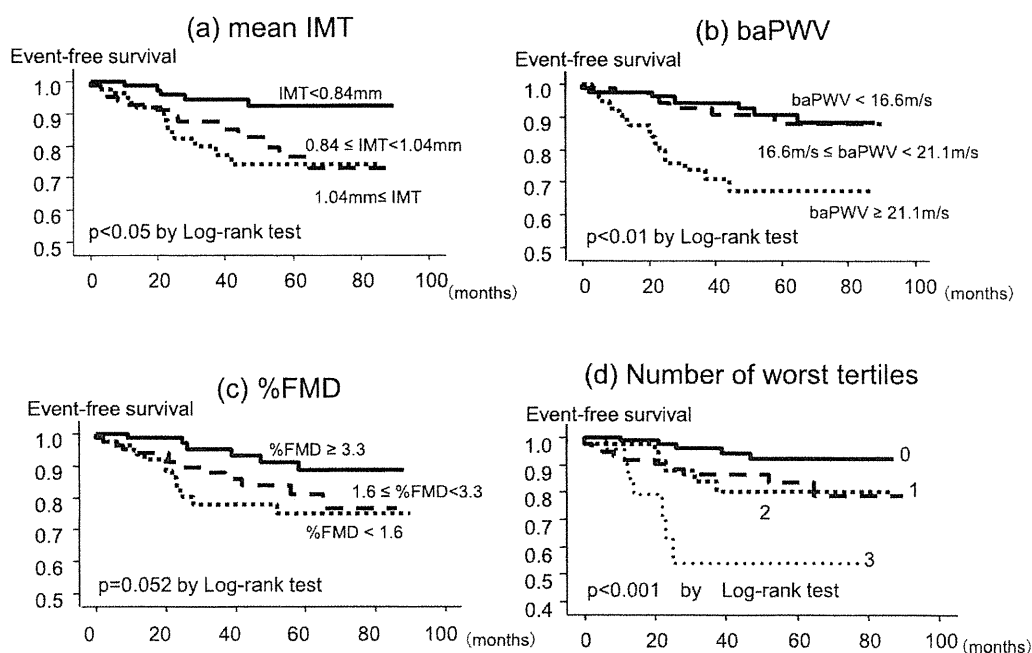 (a) mean IMT
Event-free survival
1.0
0.9
0.8
0.7
0.6
0.5
IMT<0.84mm
0.84 ≤ IMT<1.04mm
1.04mm≤ IMT
p<0.05 by Log-rank test
0 20 40 60 80 100 (months)
(b) baPWV
Event-free survival
1.0
0.9
0.8
0.7
0.6
0.5
baPWV < 16.6m/s
16.6m/s ≤ baPWV < 21.1m/s
baPWV ≥ 21.1m/s
p<0.01 by Log-rank test
0 20 40 60 80 100 (months)
(c) %FMD
Event-free survival
1.0
0.9
0.8
0.7
0.6
0.5
%FMD ≥ 3.3
1.6 ≤ %FMD<3.3
%FMD < 1.6
p=0.052 by Log-rank test
0 20 40 60 80 100 (months)
(d) Number of worst tertiles
Event-free survival
1.0
0.9
0.8
0.7
0.6
0.5
0.4
0
1
2
3
p<0.001 by Log-rank test
0 20 40 60 80 100 (months)